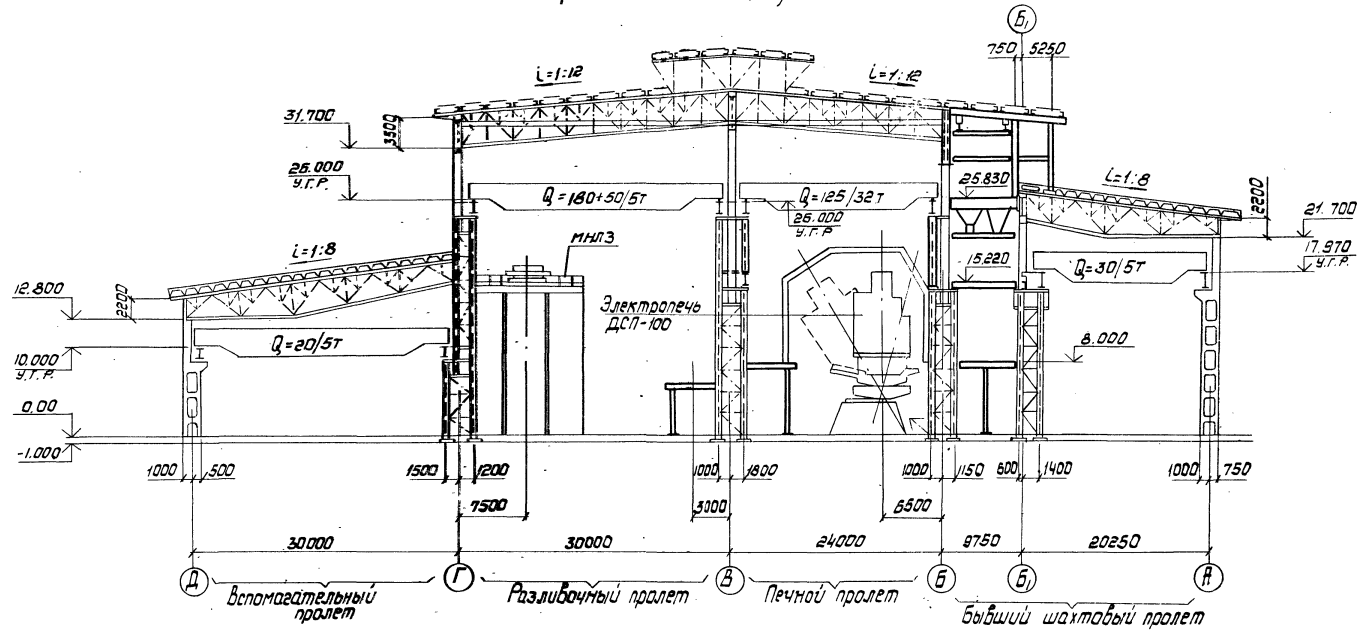 Б₁
750 5250
i=1:12
i=1:12
31.700
3500
26.000
У.Г.Р.
Q=180+50/5т
Q=125/32т
26.000
У.Г.Р.
25.830
i=1:8
2200
21.700
17.970
У.Г.Р.
Q=30/5т
15.220
МНЛЗ
i=1:8
12.800
2200
Электропечь
ДСП-100
Q=20/5т
10.000
У.Г.Р.
8.000
0.00
-1.000
1000 500 1500 1200 1000 1800 1000 1150 600 1400 1000 750
7500 3000 6500
30000 30000 24000 9750 20250
Д Г В Б Б₁ А
Вспомагательный
пролет
Разливочный пролет
Печной пролет
Бывший шахтовый пролет